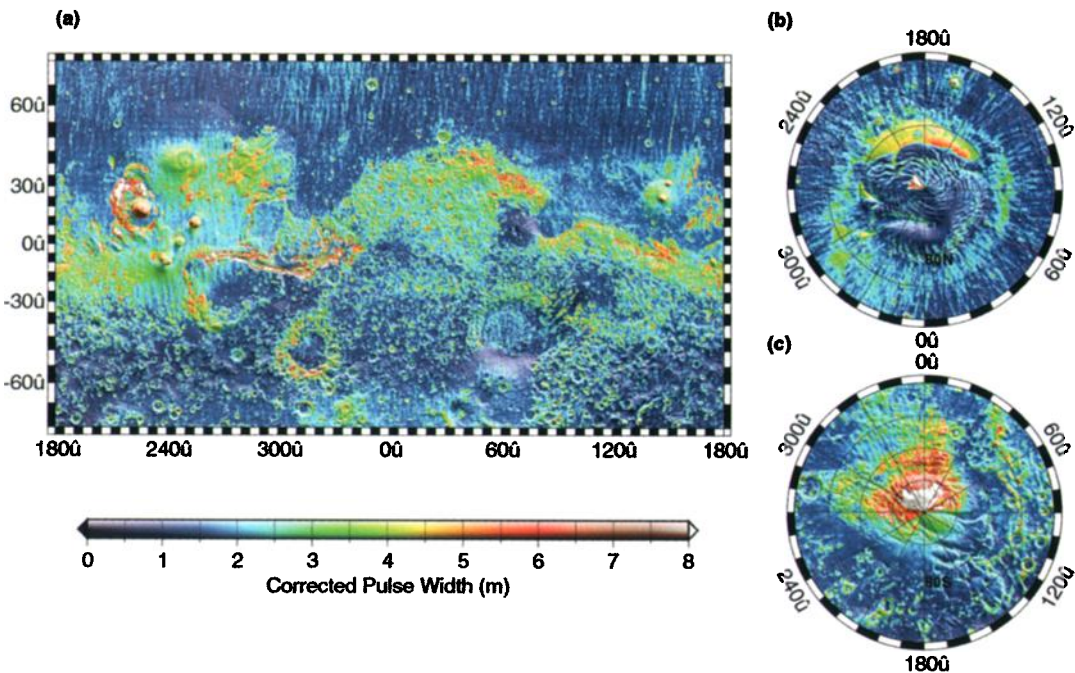 (a)
60û
30û
0û
-30û
-60û
180û 240û 300û 0û 60û 120û 180û
0 1 2 3 4 5 6 7 8
Corrected Pulse Width (m)
(b)
180û
240û
120û
300û
60û
80N
0û
(c)
0û
300û
60û
240û
120û
80S
180û